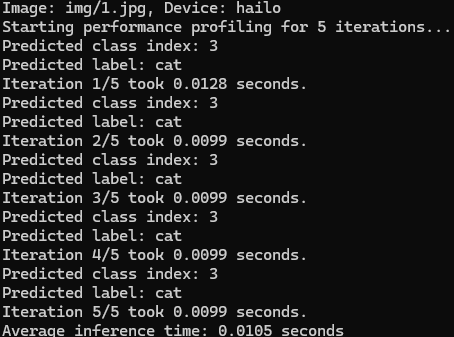 Image: img/1.jpg, Device: hailo
Starting performance profiling for 5 iterations...
Predicted class index: 3
Predicted label: cat
Iteration 1/5 took 0.0128 seconds.
Predicted class index: 3
Predicted label: cat
Iteration 2/5 took 0.0099 seconds.
Predicted class index: 3
Predicted label: cat
Iteration 3/5 took 0.0099 seconds.
Predicted class index: 3
Predicted label: cat
Iteration 4/5 took 0.0099 seconds.
Predicted class index: 3
Predicted label: cat
Iteration 5/5 took 0.0099 seconds.
Average inference time: 0.0105 seconds